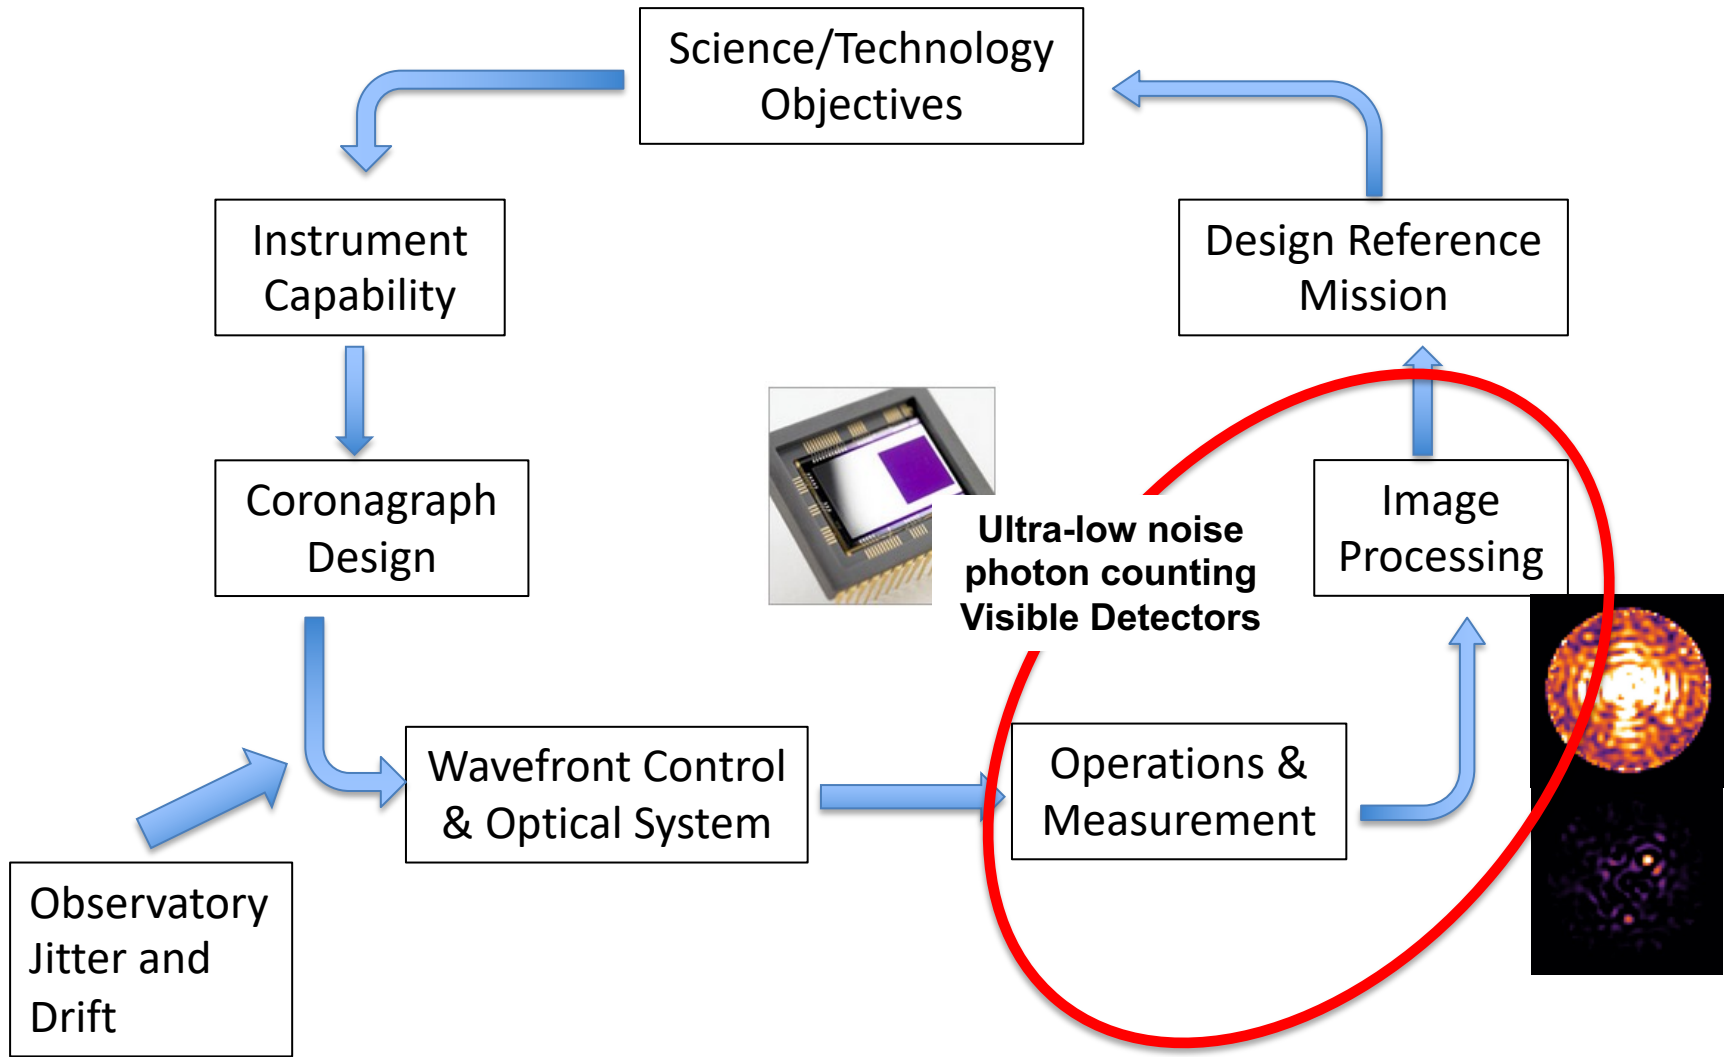 Science/Technology
Objectives
Instrument
Capability
Design Reference
Mission
Coronagraph
Design
Ultra-low noise
photon counting
Visible Detectors
Image
Processing
Wavefront Control
& Optical System
Operations &
Measurement
Observatory
Jitter and
Drift